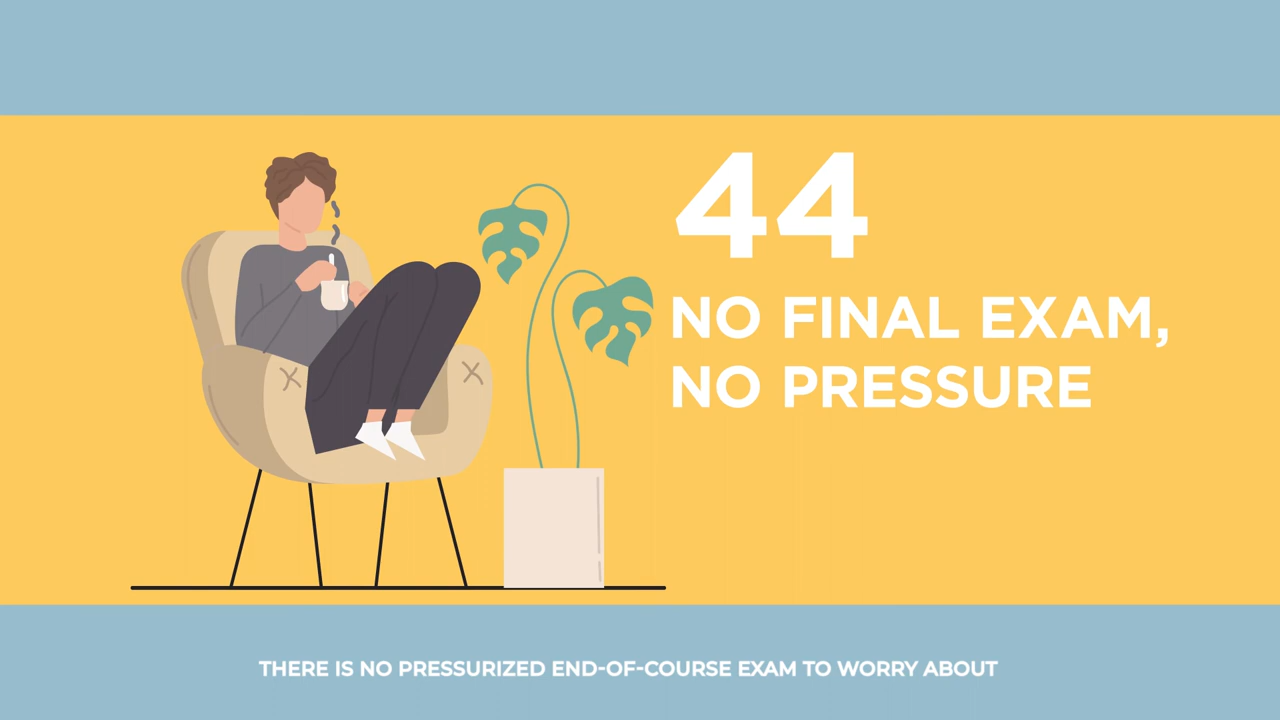 44
NO FINAL EXAM,
NO PRESSURE
THERE IS NO PRESSURIZED END-OF-COURSE EXAM TO WORRY ABOUT